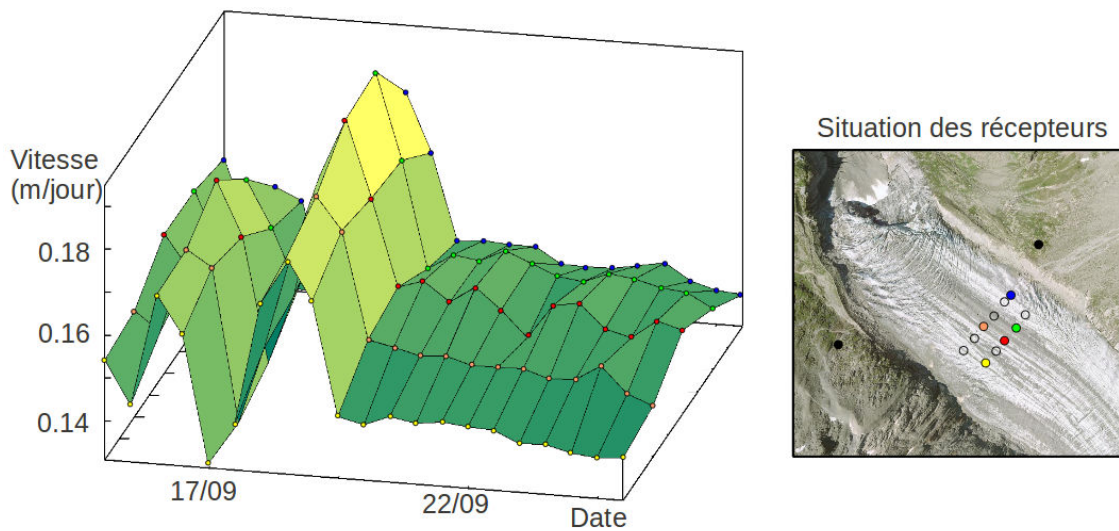 Vitesse
(m/jour)
0.18
0.16
0.14
17/09
22/09
Date
Situation des récepteurs